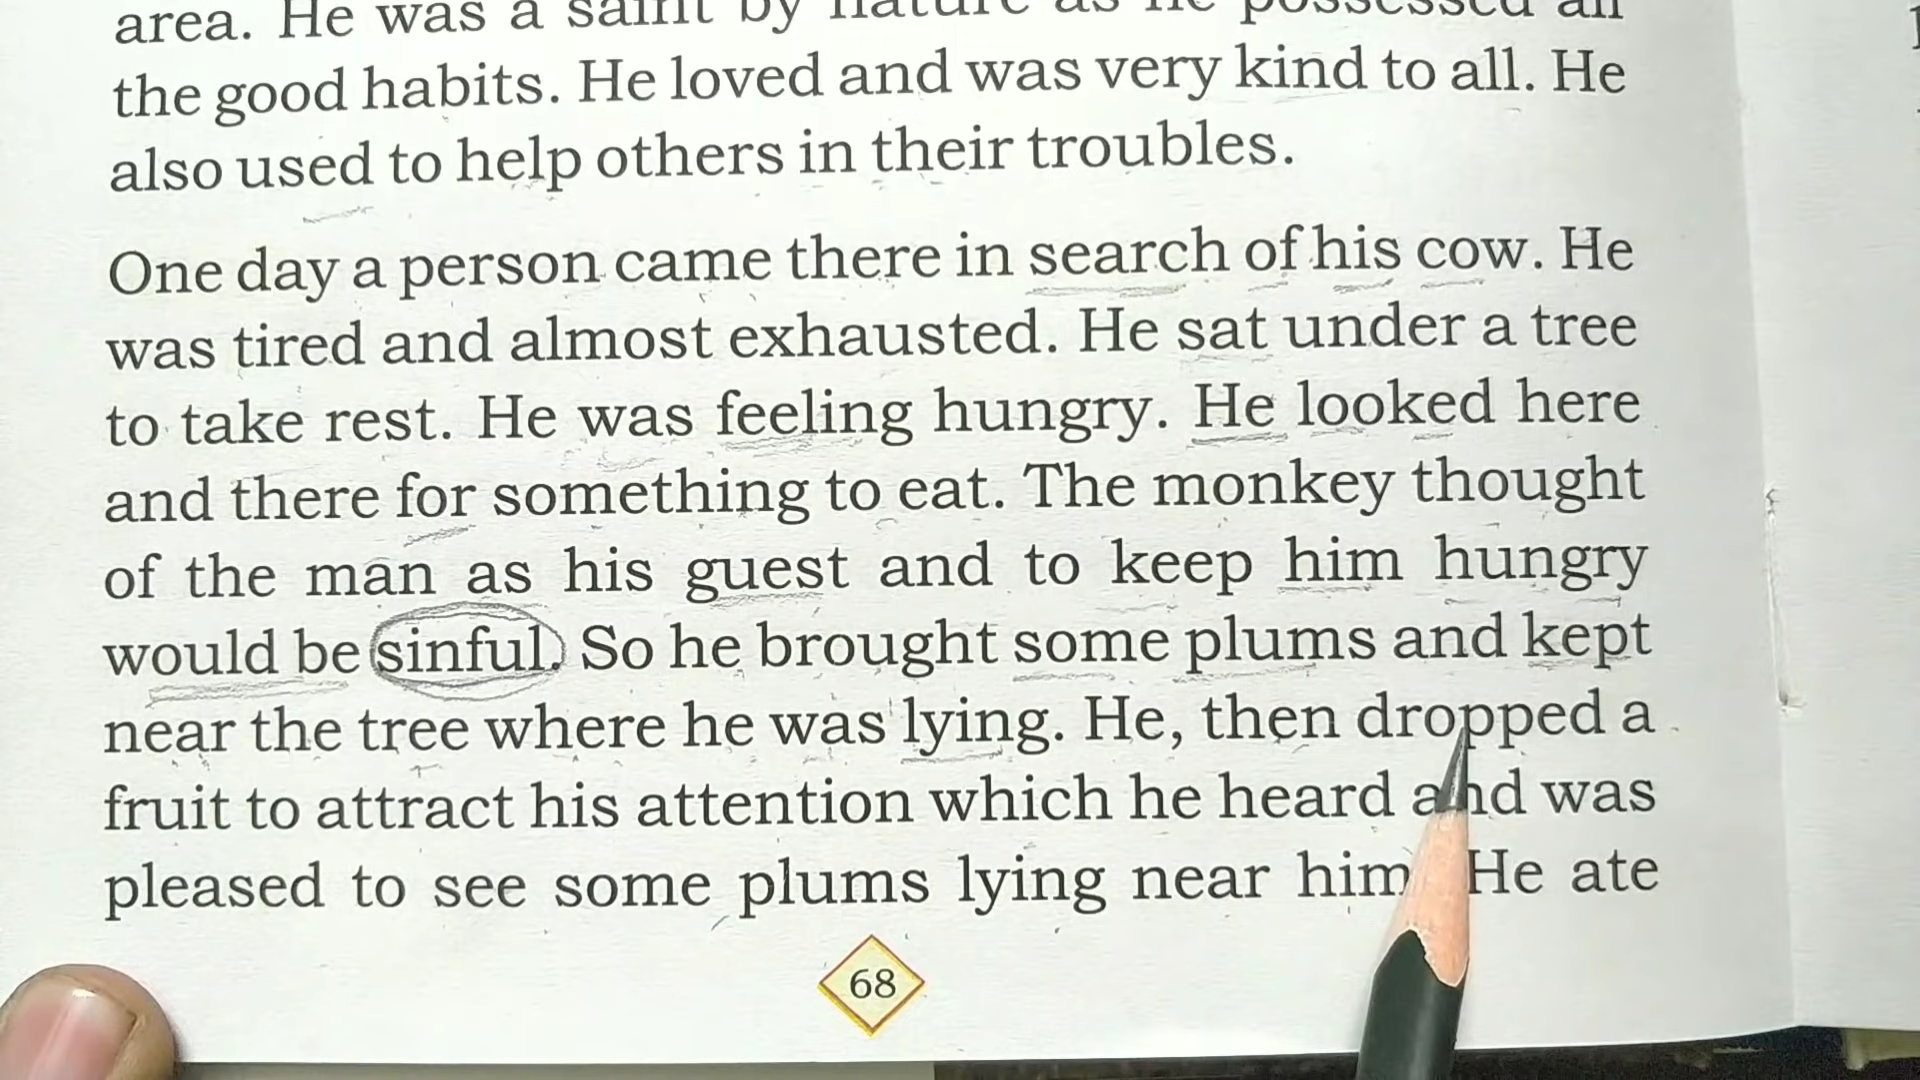 area. He was a saint by nature as he possessed all
the good habits. He loved and was very kind to all. He
also used to help others in their troubles.
One day a person came there in search of his cow. He
was tired and almost exhausted. He sat under a tree
to take rest. He was feeling hungry. He looked here
and there for something to eat. The monkey thought
of the man as his guest and to keep him hungry
would be sinful. So he brought some plums and kept
near the tree where he was lying. He, then dropped a
fruit to attract his attention which he heard and was
pleased to see some plums lying near him. He ate
68